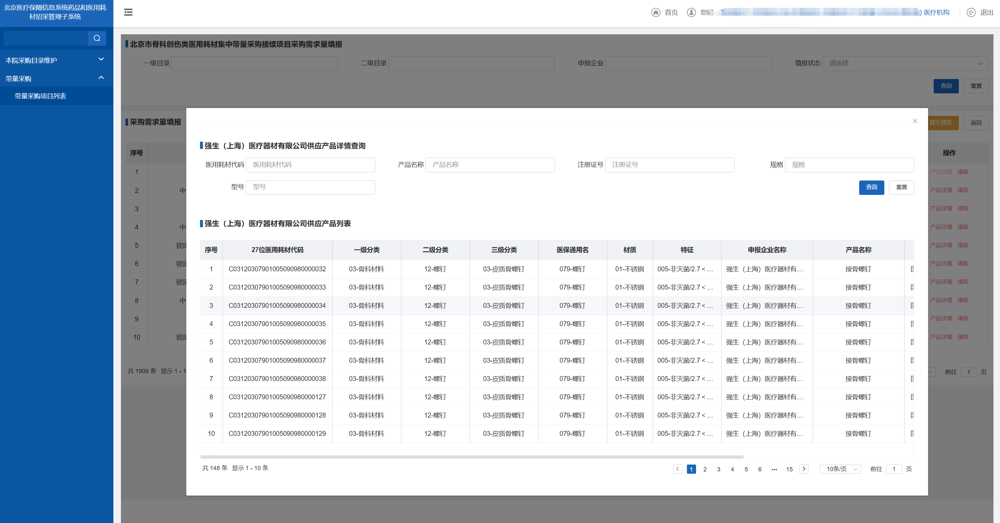 北京医疗保障信息系统药品和医用耗
材招采管理子系统
首页 您好 ) 医疗机构 退出
本院采购目录维护
带量采购
带量采购项目列表
北京市骨科创伤类医用耗材集中带量采购接续项目采购需求量填报
一级目录 二级目录 申报企业 填报状态 请选择
查询 重置
采购需求量填报 提交预览 返回
序号 操作
1 产品详情 填报
2 中 产品详情 填报
3 产品详情 填报
4 中 产品详情 填报
5 锁定 产品详情 填报
6 锁定 产品详情 填报
7 锁定 产品详情 填报
8 中 产品详情 填报
9 产品详情 填报
10 锁定 产品详情 填报
共 1909 条 显示 1 - 1 前往 1 页
强生（上海）医疗器材有限公司供应产品详情查询
医用耗材代码 医用耗材代码 产品名称 产品名称 注册证号 注册证号 规格 规格
型号 型号 查询 重置
强生（上海）医疗器材有限公司供应产品列表
序号 27位医用耗材代码 一级分类 二级分类 三级分类 医保通用名 材质 特征 申报企业名称 产品名称
1 C0312030790100509098​0000032 03-骨科材料 12-螺钉 03-皮质骨螺钉 079-螺钉 01-不锈钢 005-非灭菌/2.7＜… 强生（上海）医疗器材有… 接骨螺钉
2 C03120307901005090980000033 03-骨科材料 12-螺钉 03-皮质骨螺钉 079-螺钉 01-不锈钢 005-非灭菌/2.7＜… 强生（上海）医疗器材有… 接骨螺钉
3 C03120307901005090980000034 03-骨科材料 12-螺钉 03-皮质骨螺钉 079-螺钉 01-不锈钢 005-非灭菌/2.7＜… 强生（上海）医疗器材有… 接骨螺钉
4 C03120307901005090980000035 03-骨科材料 12-螺钉 03-皮质骨螺钉 079-螺钉 01-不锈钢 005-非灭菌/2.7＜… 强生（上海）医疗器材有… 接骨螺钉
5 C03120307901005090980000036 03-骨科材料 12-螺钉 03-皮质骨螺钉 079-螺钉 01-不锈钢 005-非灭菌/2.7＜… 强生（上海）医疗器材有… 接骨螺钉
6 C03120307901005090980000037 03-骨科材料 12-螺钉 03-皮质骨螺钉 079-螺钉 01-不锈钢 005-非灭菌/2.7＜… 强生（上海）医疗器材有… 接骨螺钉
7 C03120307901005090980000038 03-骨科材料 12-螺钉 03-皮质骨螺钉 079-螺钉 01-不锈钢 005-非灭菌/2.7＜… 强生（上海）医疗器材有… 接骨螺钉
8 C03120307901005090980000127 03-骨科材料 12-螺钉 03-皮质骨螺钉 079-螺钉 01-不锈钢 005-非灭菌/2.7＜… 强生（上海）医疗器材有… 接骨螺钉
9 C03120307901005090980000128 03-骨科材料 12-螺钉 03-皮质骨螺钉 079-螺钉 01-不锈钢 005-非灭菌/2.7＜… 强生（上海）医疗器材有… 接骨螺钉
10 C03120307901005090980000129 03-骨科材料 12-螺钉 03-皮质骨螺钉 079-螺钉 01-不锈钢 005-非灭菌/2.7＜… 强生（上海）医疗器材有… 接骨螺钉
共 148 条 显示 1 - 10 条 1 2 3 4 5 6 ••• 15 10条/页 前往 1 页